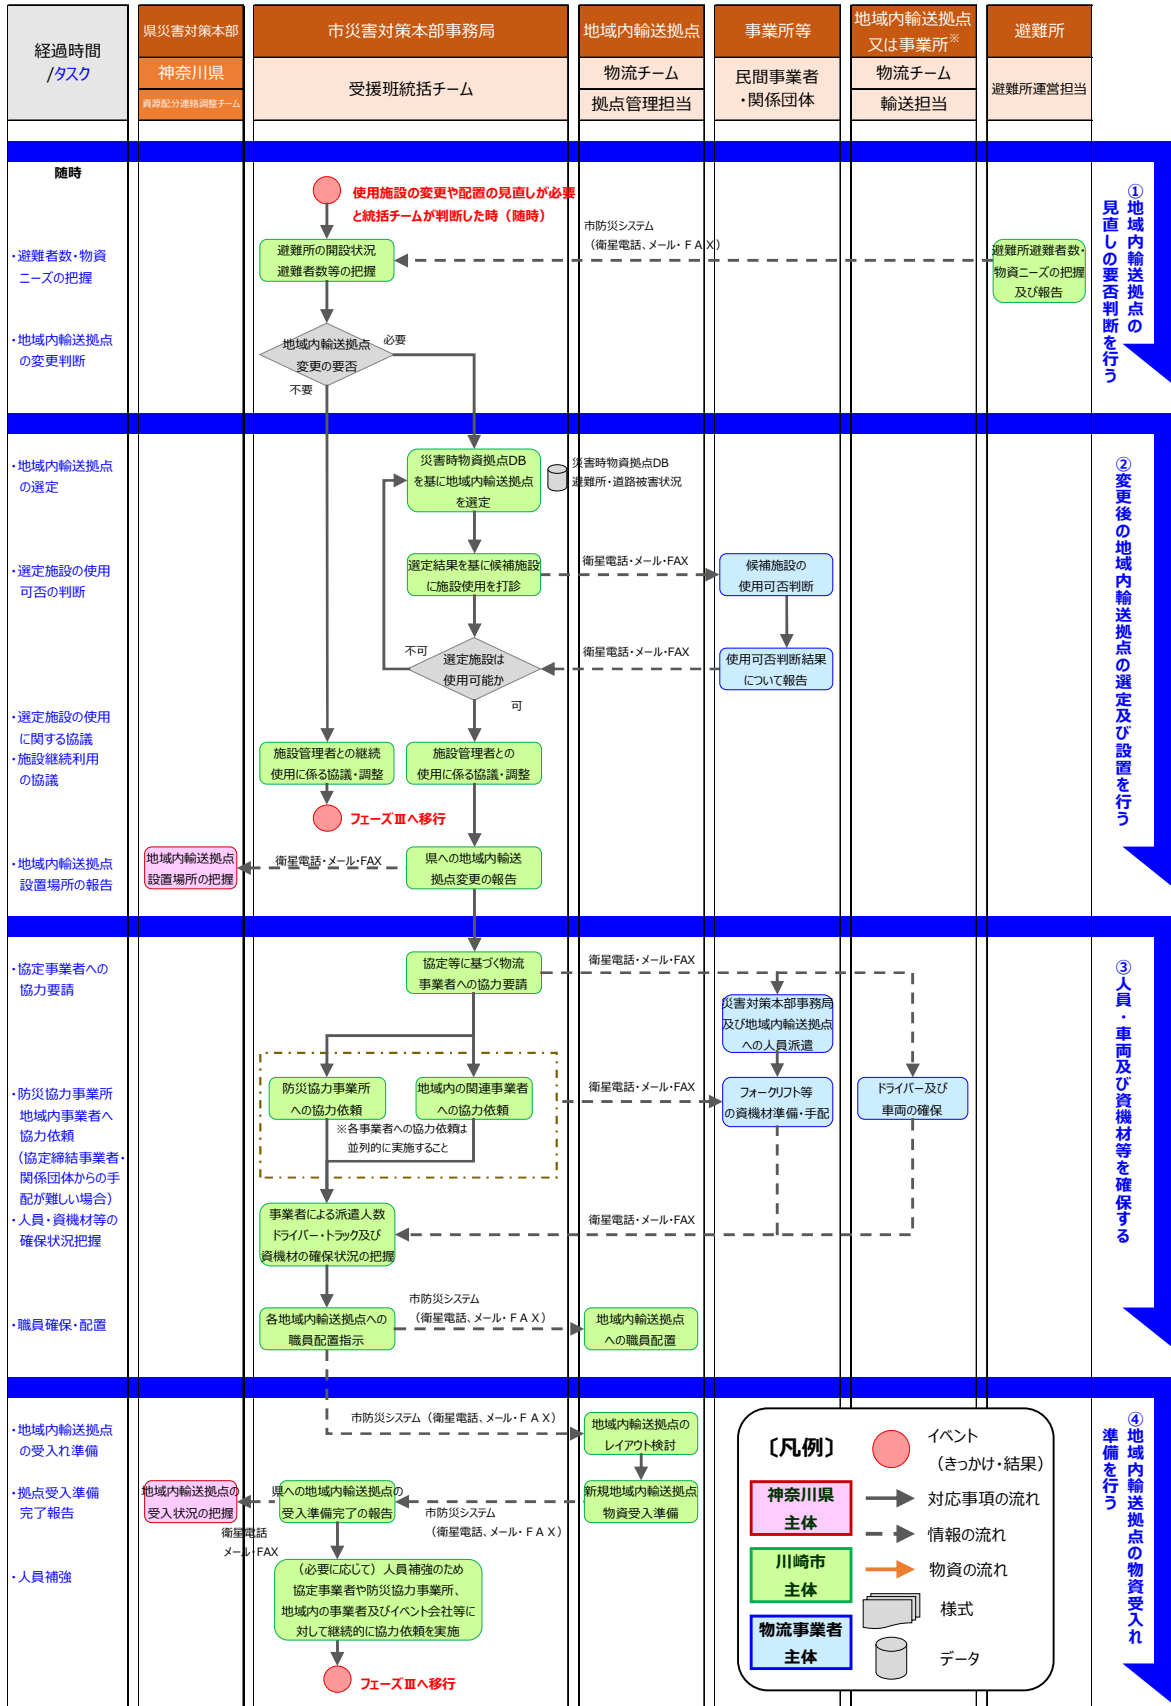 経過時間
/タスク
県災害対策本部
神奈川県
資源配分連絡調整チーム
市災害対策本部事務局
受援班統括チーム
地域内輸送拠点
物流チーム
拠点管理担当
事業所等
民間事業者
・関係団体
地域内輸送拠点
又は事業所※
物流チーム
輸送担当
避難所
避難所運営担当
随時
使用施設の変更や配置の見直しが必要
と統括チームが判断した時（随時）
①地域内輸送拠点の
見直しの要否判断を行う
・避難者数・物資
ニーズの把握
避難所の開設状況
避難者数等の把握
市防災システム
（衛星電話、メール・ＦＡＸ）
避難所避難者数・
物資ニーズの把握
及び報告
・地域内輸送拠点
の変更判断
地域内輸送拠点
変更の要否
必要
不要
②変更後の地域内輸送拠点の選定及び設置を行う
・地域内輸送拠点
の選定
災害時物資拠点DB
を基に地域内輸送拠点
を選定
災害時物資拠点DB
避難所・道路被害状況
・選定施設の使用
可否の判断
選定結果を基に候補施設
に施設使用を打診
衛星電話・メール・FAX
候補施設の
使用可否判断
不可
選定施設は
使用可能か
可
衛星電話・メール・FAX
使用可否判断結果
について報告
・選定施設の使用
に関する協議
・施設継続利用
の協議
施設管理者との継続
使用に係る協議・調整
施設管理者との
使用に係る協議・調整
フェーズⅢへ移行
・地域内輸送拠点
設置場所の報告
地域内輸送拠点
設置場所の把握
衛星電話・メール・FAX
県への地域内輸送
拠点変更の報告
③人員・車両及び資機材等を確保する
・協定事業者への
協力要請
協定等に基づく物流
事業者への協力要請
衛星電話・メール・FAX
災害対策本部事務局
及び地域内輸送拠点
への人員派遣
・防災協力事業所
地域内事業者へ
協力依頼
（協定締結事業者・
関係団体からの手
配が難しい場合）
防災協力事業所
への協力依頼
地域内の関連事業者
への協力依頼
※各事業者への協力依頼は
並列的に実施すること
衛星電話・メール・FAX
フォークリフト等
の資機材準備・手配
ドライバー及び
車両の確保
・人員・資機材等の
確保状況把握
事業者による派遣人数
ドライバー・トラック及び
資機材の確保状況の把握
衛星電話・メール・FAX
・職員確保・配置
各地域内輸送拠点への
職員配置指示
市防災システム
（衛星電話、メール・ＦＡＸ）
地域内輸送拠点
への職員配置
④地域内輸送拠点の物資受入れ
準備を行う
・地域内輸送拠点
の受入れ準備
市防災システム（衛星電話、メール・ＦＡＸ）
地域内輸送拠点の
レイアウト検討
・拠点受入準備
完了報告
地域内輸送拠点の
受入状況の把握
衛星電話
メール・FAX
県への地域内輸送拠点の
受入準備完了の報告
市防災システム
（衛星電話、メール・ＦＡＸ）
新規地域内輸送拠点
物資受入準備
・人員補強
（必要に応じて）人員補強のため
協定事業者や防災協力事業所、
地域内の事業者及びイベント会社等に
対して継続的に協力依頼を実施
フェーズⅢへ移行
〔凡例〕
イベント
（きっかけ・結果）
神奈川県
主体
対応事項の流れ
情報の流れ
川崎市
主体
物資の流れ
様式
物流事業者
主体
データ